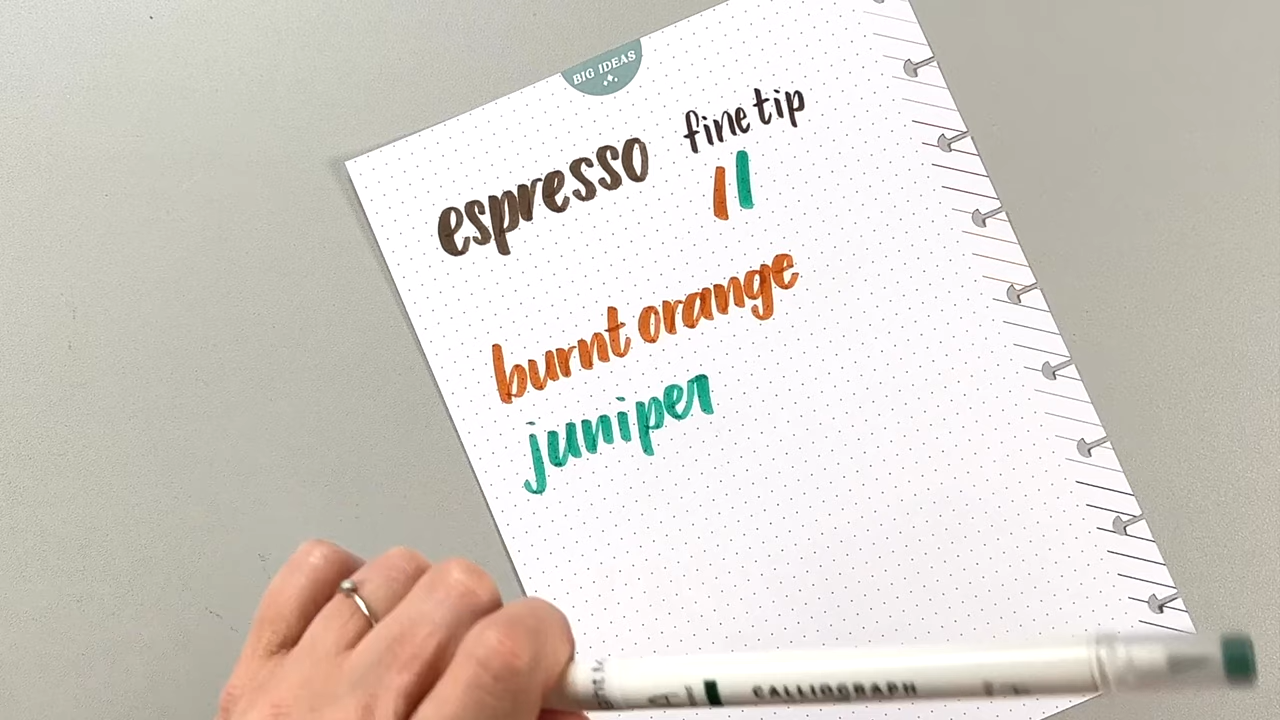 BIG IDEAS
espresso
fine tip
burnt orange
juniper
CALLIGRAPH